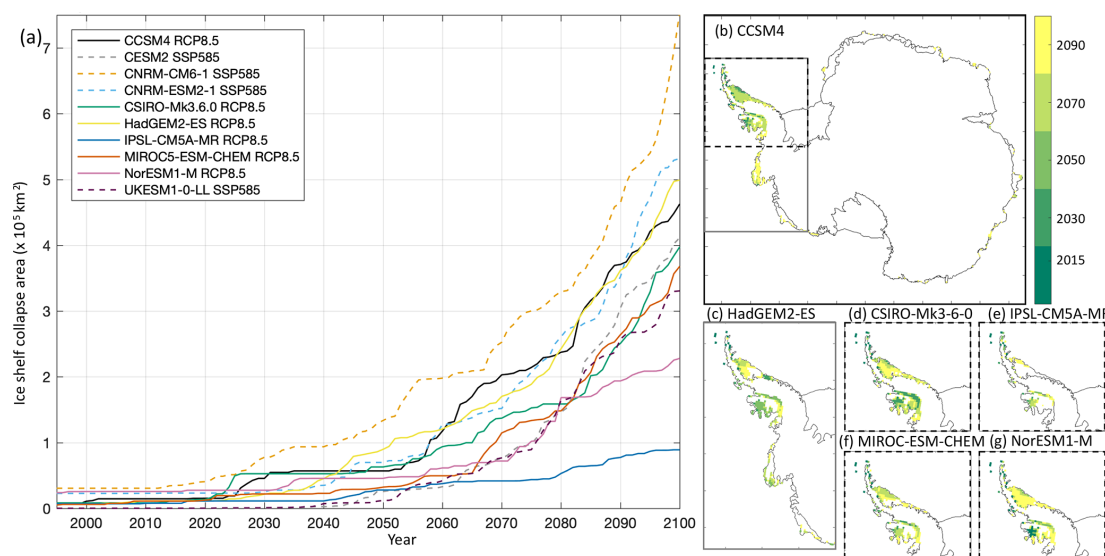 (a)
Ice shelf collapse area (x 10⁵ km²)
7
6
5
4
3
2
1
0
CCSM4 RCP8.5
CESM2 SSP585
CNRM-CM6-1 SSP585
CNRM-ESM2-1 SSP585
CSIRO-Mk3.6.0 RCP8.5
HadGEM2-ES RCP8.5
IPSL-CM5A-MR RCP8.5
MIROC5-ESM-CHEM RCP8.5
NorESM1-M RCP8.5
UKESM1-0-LL SSP585
2000 2010 2020 2030 2040 2050 2060 2070 2080 2090 2100
Year
(b) CCSM4
2090
2070
2050
2030
2015
(c) HadGEM2-ES
(d) CSIRO-Mk3-6-0
(e) IPSL-CM5A-MR
(f) MIROC-ESM-CHEM
(g) NorESM1-M